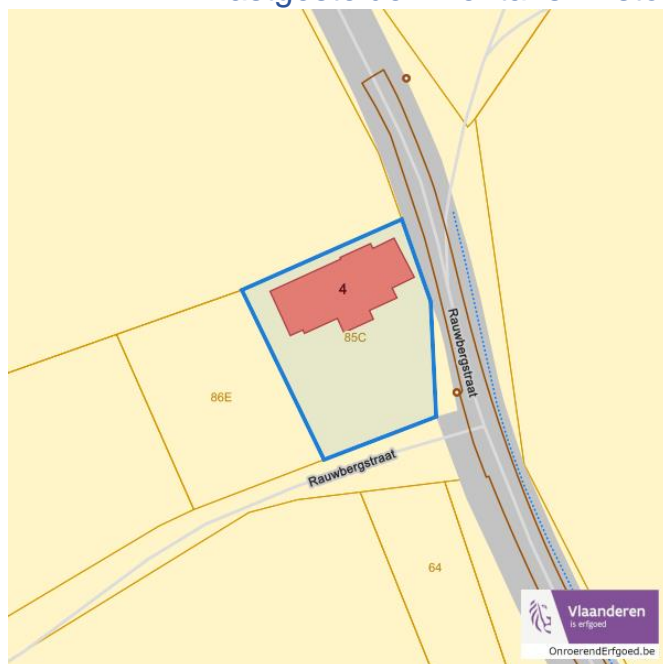 4
85C
86E
Rauwbergstraat
Rauwbergstraat
64
Vlaanderen
is erfgoed
OnroerendErfgoed.be